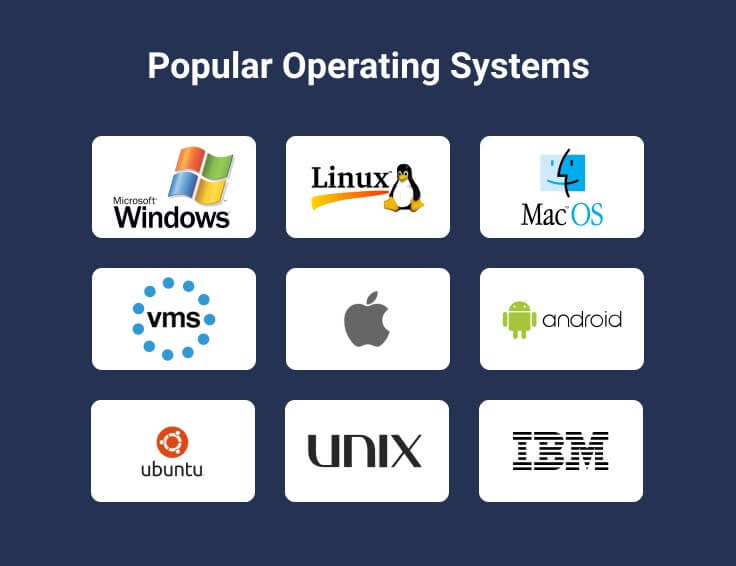 Popular Operating Systems
Microsoft
Windows
Linux
Mac OS
vms
android
ubuntu
UNIX
IBM